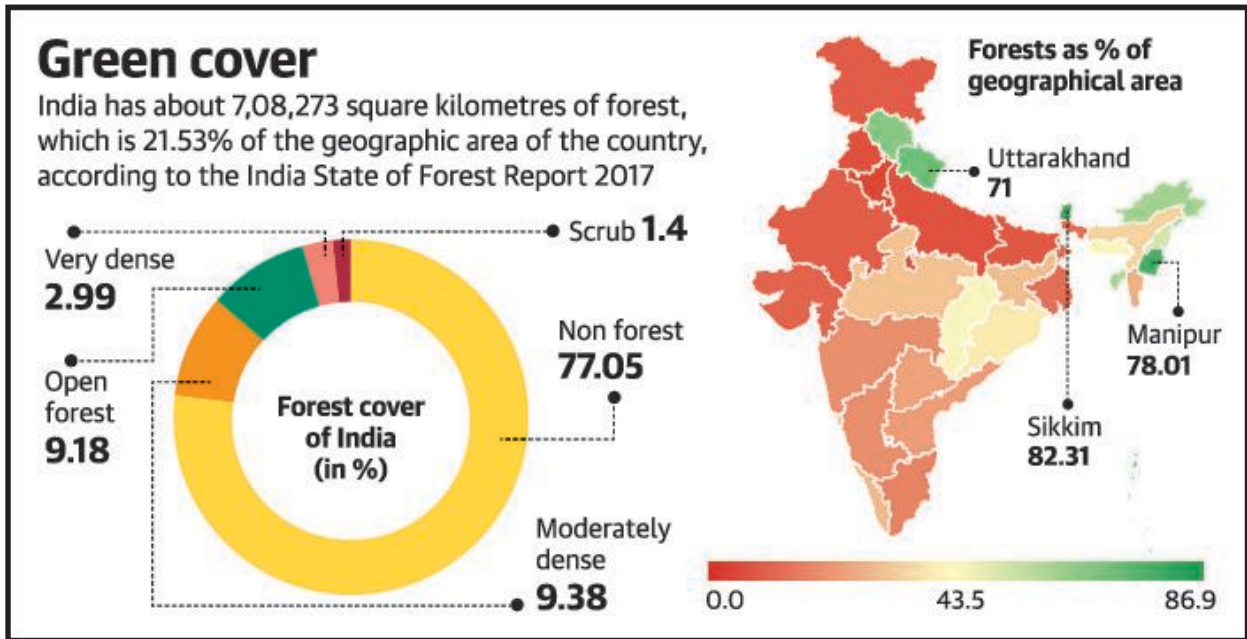 Green cover
India has about 7,08,273 square kilometres of forest,
which is 21.53% of the geographic area of the country,
according to the India State of Forest Report 2017
Very dense
2.99
Scrub 1.4
Open
forest
9.18
Non forest
77.05
Forest cover
of India
(in %)
Moderately
dense
9.38
Forests as % of
geographical area
Uttarakhand
71
Manipur
78.01
Sikkim
82.31
0.0 43.5 86.9